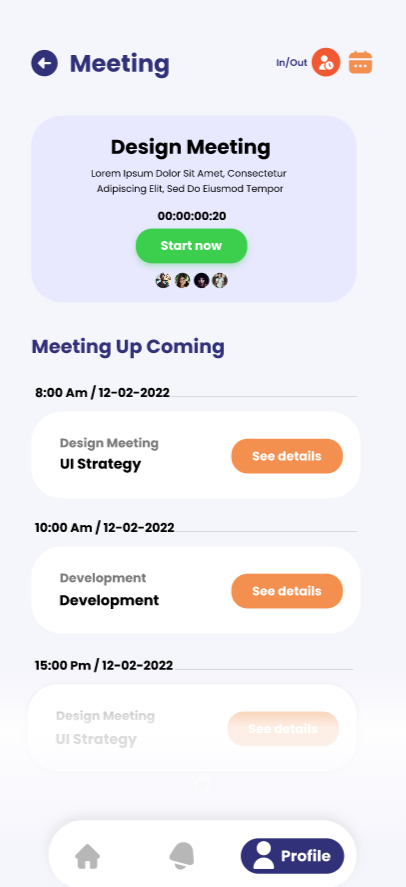 Meeting
In/Out
Design Meeting
Lorem Ipsum Dolor Sit Amet, Consectetur
Adipiscing Elit, Sed Do Eiusmod Tempor
00:00:00:20
Start now
Meeting Up Coming
8:00 Am / 12-02-2022
Design Meeting
UI Strategy
See details
10:00 Am / 12-02-2022
Development
Development
See details
15:00 Pm / 12-02-2022
Design Meeting
UI Strategy
See details
Profile